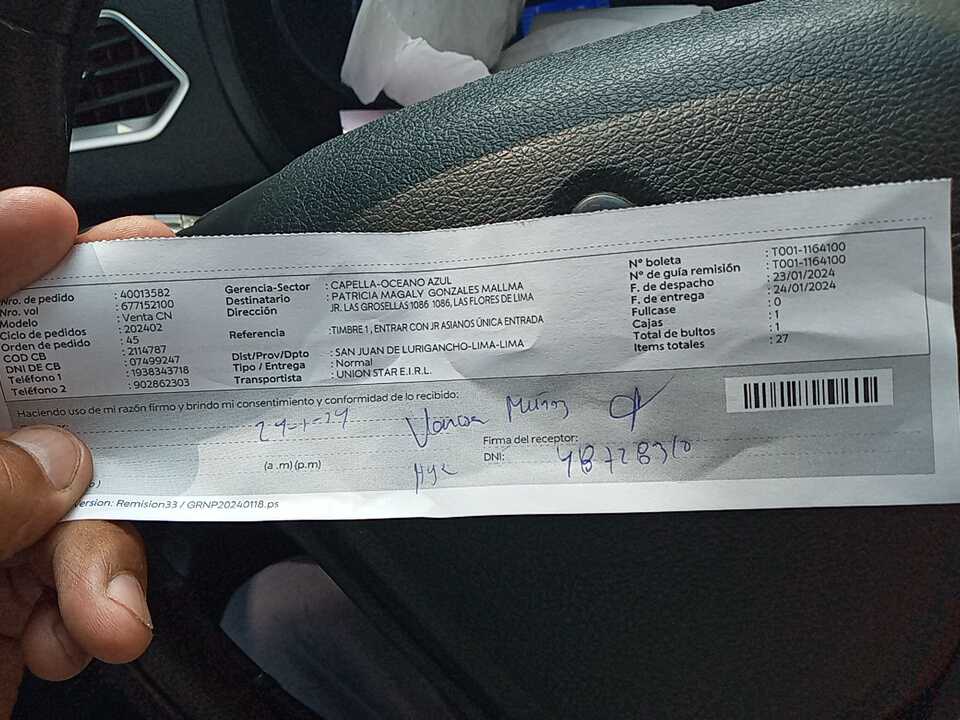 Nro. de pedido : 40013582
Nro. vol : 677152100
Modelo : Venta CN
Ciclo de pedidos : 202402
Orden de pedido : 45
COD CB : 2114787
DNI DE CB : 07499247
Teléfono 1 : 1938343718
Teléfono 2 : 902862303
Gerencia-Sector : CAPELLA-OCEANO AZUL
Destinatario : PATRICIA MAGALY GONZALES MALLMA
Dirección JR. LAS GROSELLAS 1086 1086, LAS FLORES DE LIMA
Referencia :TIMBRE 1, ENTRAR CON JR ASIANOS ÚNICA ENTRADA
Dist/Prov/Dpto : SAN JUAN DE LURIGANCHO-LIMA-LIMA
Tipo / Entrega : Normal
Transportista : UNION STAR E.I.R.L.
Nº boleta : T001-1164100
Nº de guía remisión : T001-1164100
F. de despacho : 23/01/2024
F. de entrega : 24/01/2024
Fullcase : 0
Cajas : 1
Total de bultos : 1
Items totales : 27
Haciendo uso de mi razón firmo y brindo mi consentimiento y conformidad de lo recibido:
24-1-24
Muñoz
(a .m) (p.m)
Firma del receptor:
DNI:
ersion: Remision33 / GRNP20240118.ps